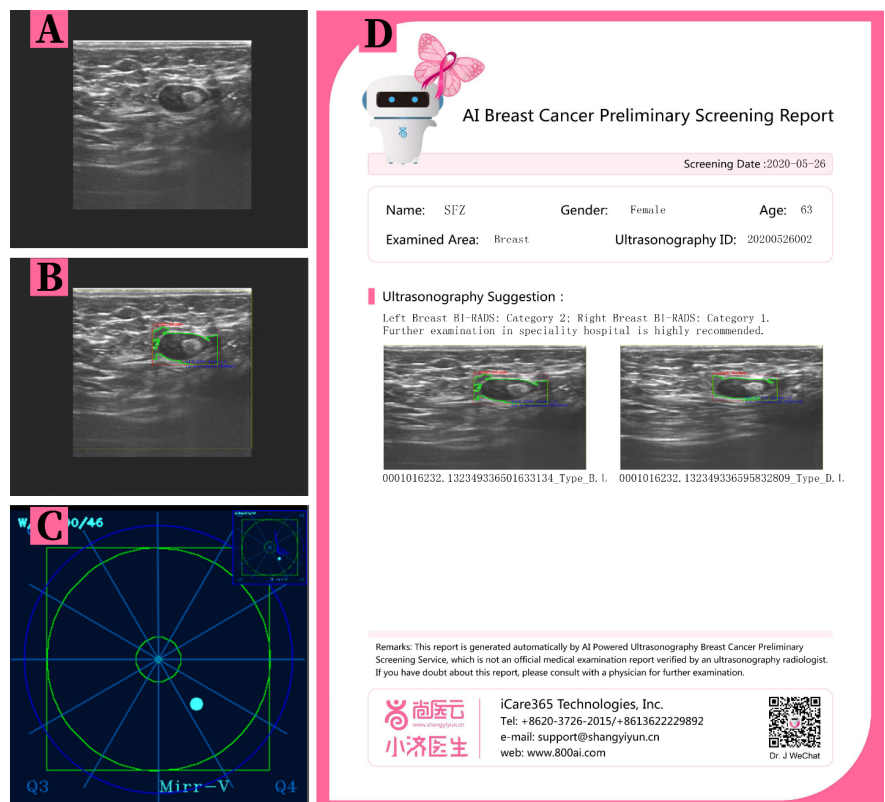 A
B
C
W/
00/46
Q3
Mirr-V
Q4
D
AI Breast Cancer Preliminary Screening Report
Screening Date :2020-05-26
Name: SFZ Gender: Female Age: 63
Examined Area: Breast Ultrasonography ID: 20200526002
Ultrasonography Suggestion :
Left Breast BI-RADS: Category 2; Right Breast BI-RADS: Category 1.
Further examination in speciality hospital is highly recommended.
0001016232.132349336501633134_Type_B.L
0001016232.132349336595832809_Type_D.L
Remarks: This report is generated automatically by AI Powered Ultrasonography Breast Cancer Preliminary
Screening Service, which is not an official medical examination report verified by an ultrasonography radiologist.
If you have doubt about this report, please consult with a physician for further examination.
尚医云
www.shangyiyun.cn
小济医生
iCare365 Technologies, Inc.
Tel: +8620-3726-2015/+8613622229892
e-mail: support@shangyiyun.cn
web: www.800ai.com
Dr. J WeChat